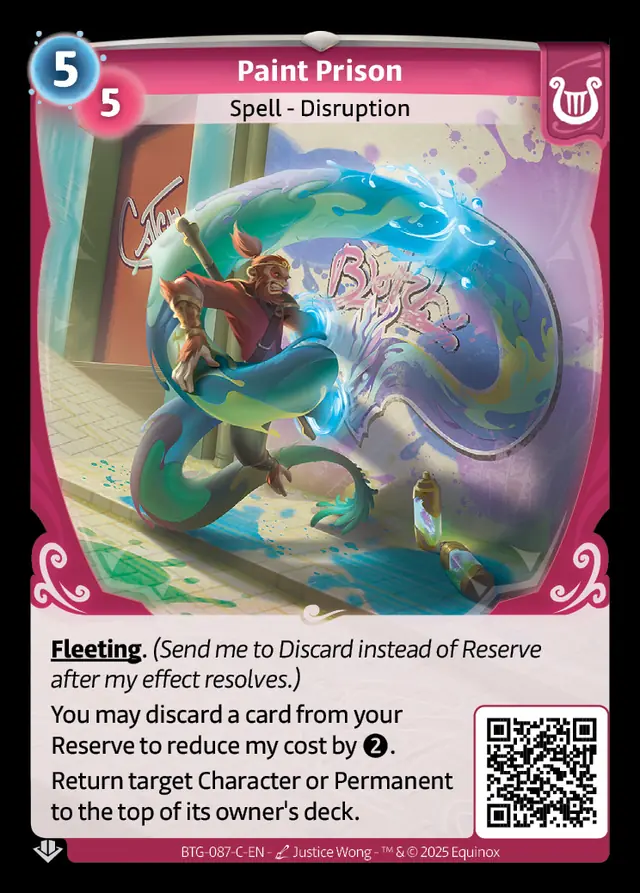 5
Paint Prison
5
Spell - Disruption
Catch
Fleeting. (Send me to Discard instead of Reserve
after my effect resolves.)
You may discard a card from your
Reserve to reduce my cost by 2.
Return target Character or Permanent
to the top of its owner's deck.
BTG-087-C-EN - Justice Wong - ™ & © 2025 Equinox